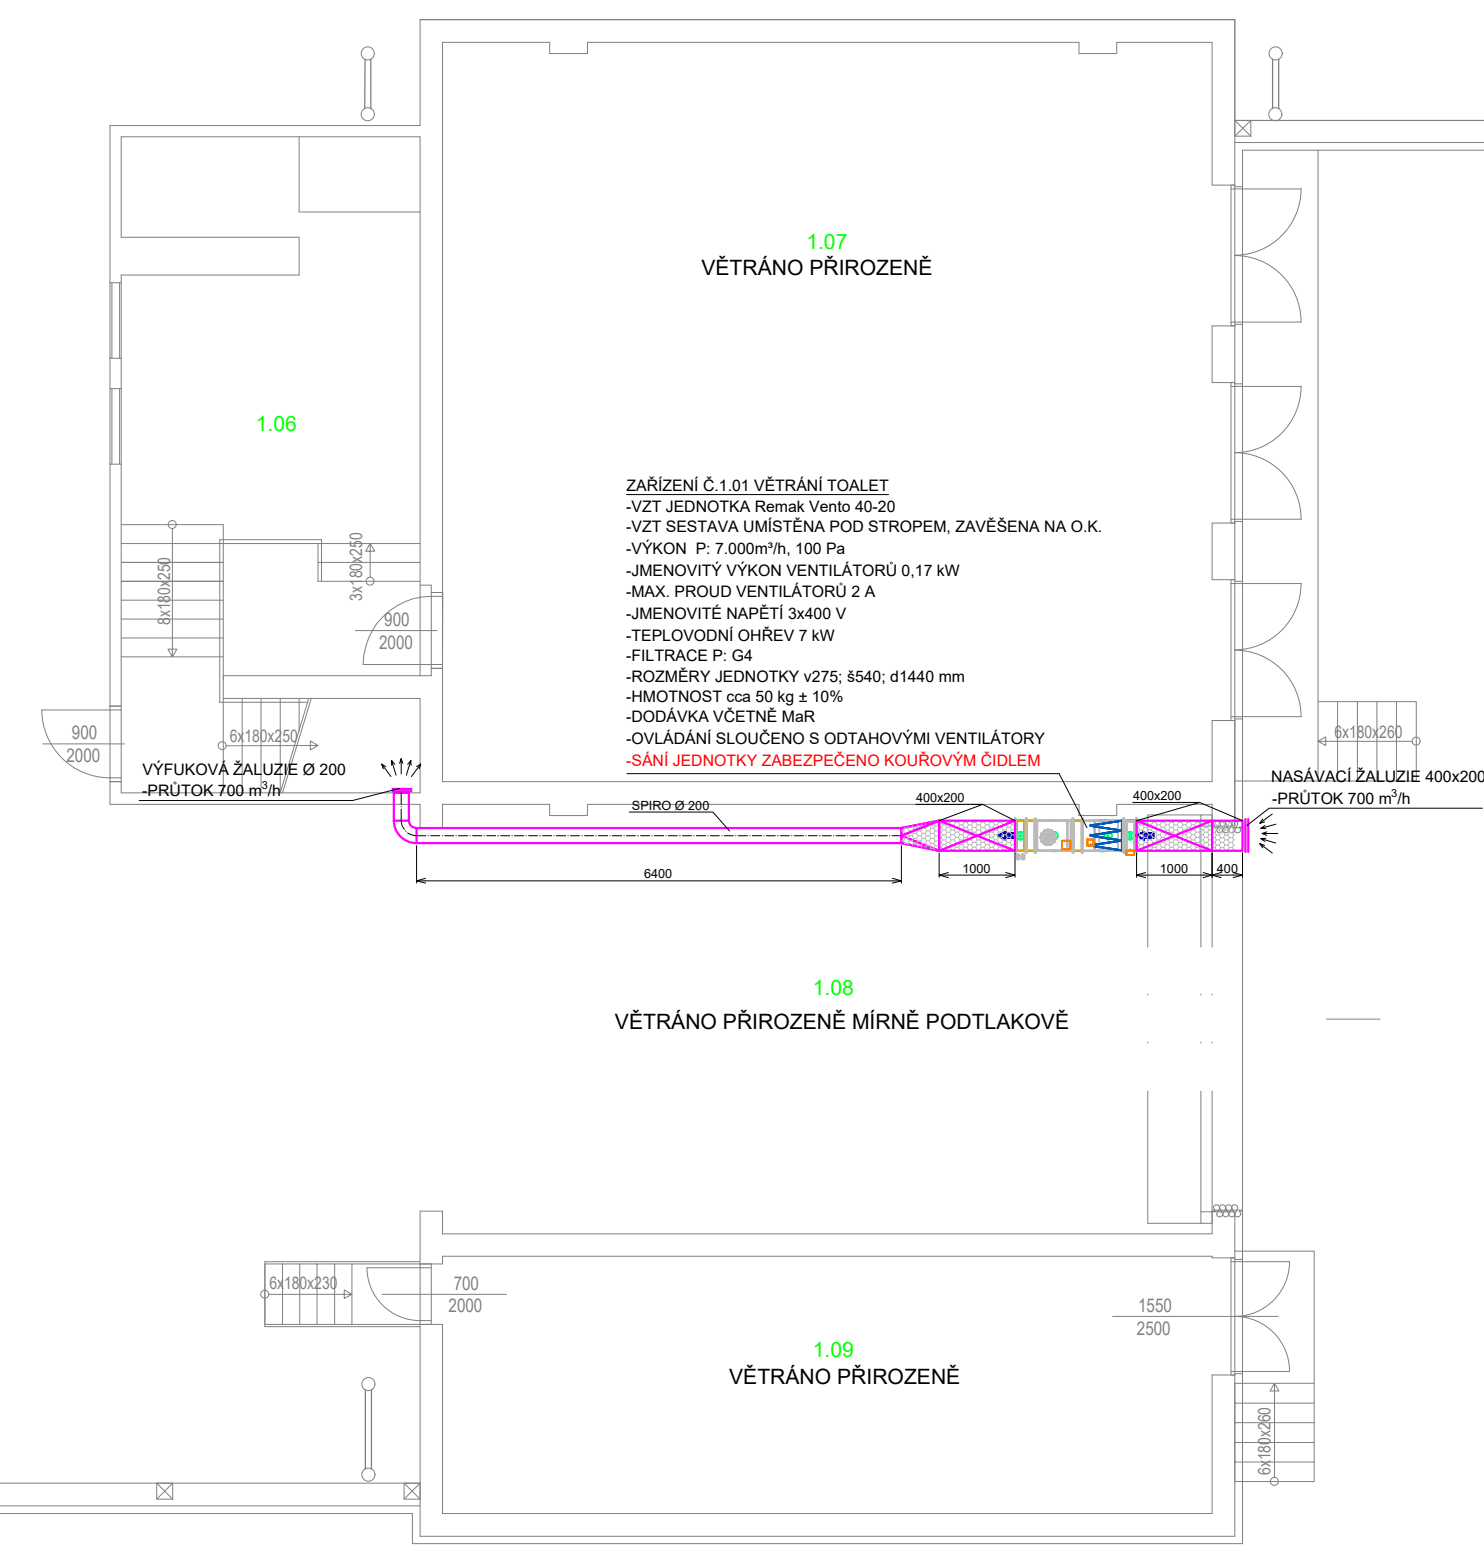 1.07
VĚTRÁNO PŘIROZENĚ
1.06
ZAŘÍZENÍ Č.1.01 VĚTRÁNÍ TOALET
-VZT JEDNOTKA Remak Vento 40-20
-VZT SESTAVA UMÍSTĚNA POD STROPEM, ZAVĚŠENA NA O.K.
-VÝKON P: 7.000m³/h, 100 Pa
-JMENOVITÝ VÝKON VENTILÁTORŮ 0,17 kW
-MAX. PROUD VENTILÁTORŮ 2 A
-JMENOVITÉ NAPĚTÍ 3x400 V
-TEPLOVODNÍ OHŘEV 7 kW
-FILTRACE P: G4
-ROZMĚRY JEDNOTKY v275; š540; d1440 mm
-HMOTNOST cca 50 kg ± 10%
-DODÁVKA VČETNĚ MaR
-OVLÁDÁNÍ SLOUČENO S ODTAHOVÝMI VENTILÁTORY
-SÁNÍ JEDNOTKY ZABEZPEČENO KOUŘOVÝM ČIDLEM
8x180x250
3x180x250
900
2000
900
2000
6x180x250
6x180x260
VÝFUKOVÁ ŽALUZIE Ø 200
-PRŮTOK 700 m³/h
SPIRO Ø 200
400x200
400x200
NASÁVACÍ ŽALUZIE 400x200
-PRŮTOK 700 m³/h
6400
1000
1000
400
1.08
VĚTRÁNO PŘIROZENĚ MÍRNĚ PODTLAKOVĚ
6x180x230
700
2000
1550
2500
1.09
VĚTRÁNO PŘIROZENĚ
6x180x260